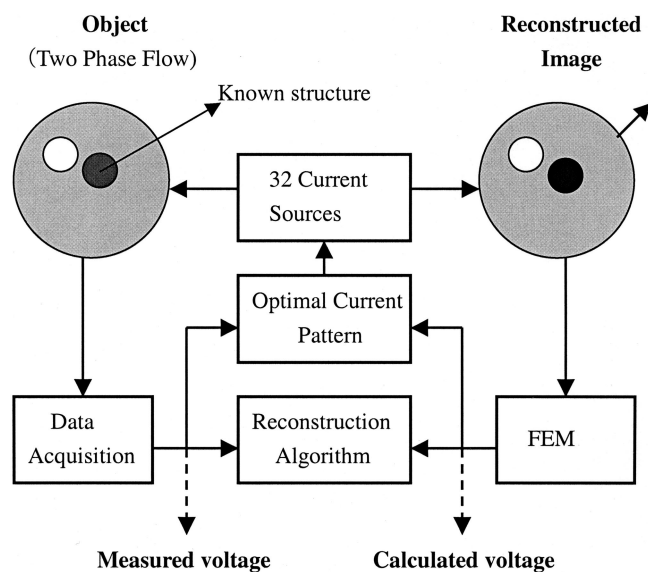 Object
(Two Phase Flow)
Reconstructed
Image
Known structure
32 Current
Sources
Optimal Current
Pattern
Data
Acquisition
Reconstruction
Algorithm
FEM
Measured voltage
Calculated voltage